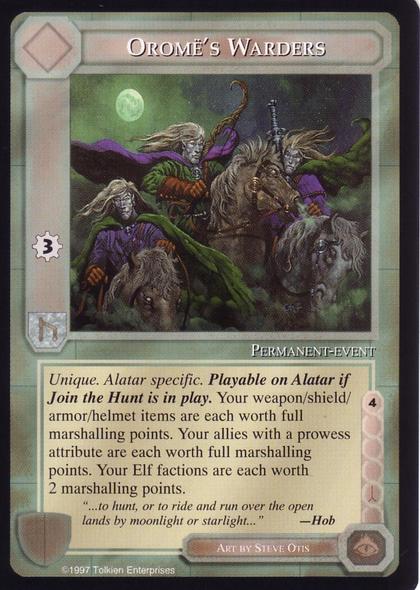 OROMË'S WARDERS
3
PERMANENT-EVENT
Unique. Alatar specific. Playable on Alatar if
Join the Hunt is in play. Your weapon/shield/
armor/helmet items are each worth full
marshalling points. Your allies with a prowess
attribute are each worth full marshalling
points. Your Elf factions are each worth
2 marshalling points.
4
"...to hunt, or to ride and run over the open
lands by moonlight or starlight..." —Hob
ART BY STEVE OTIS
©1997 Tolkien Enterprises